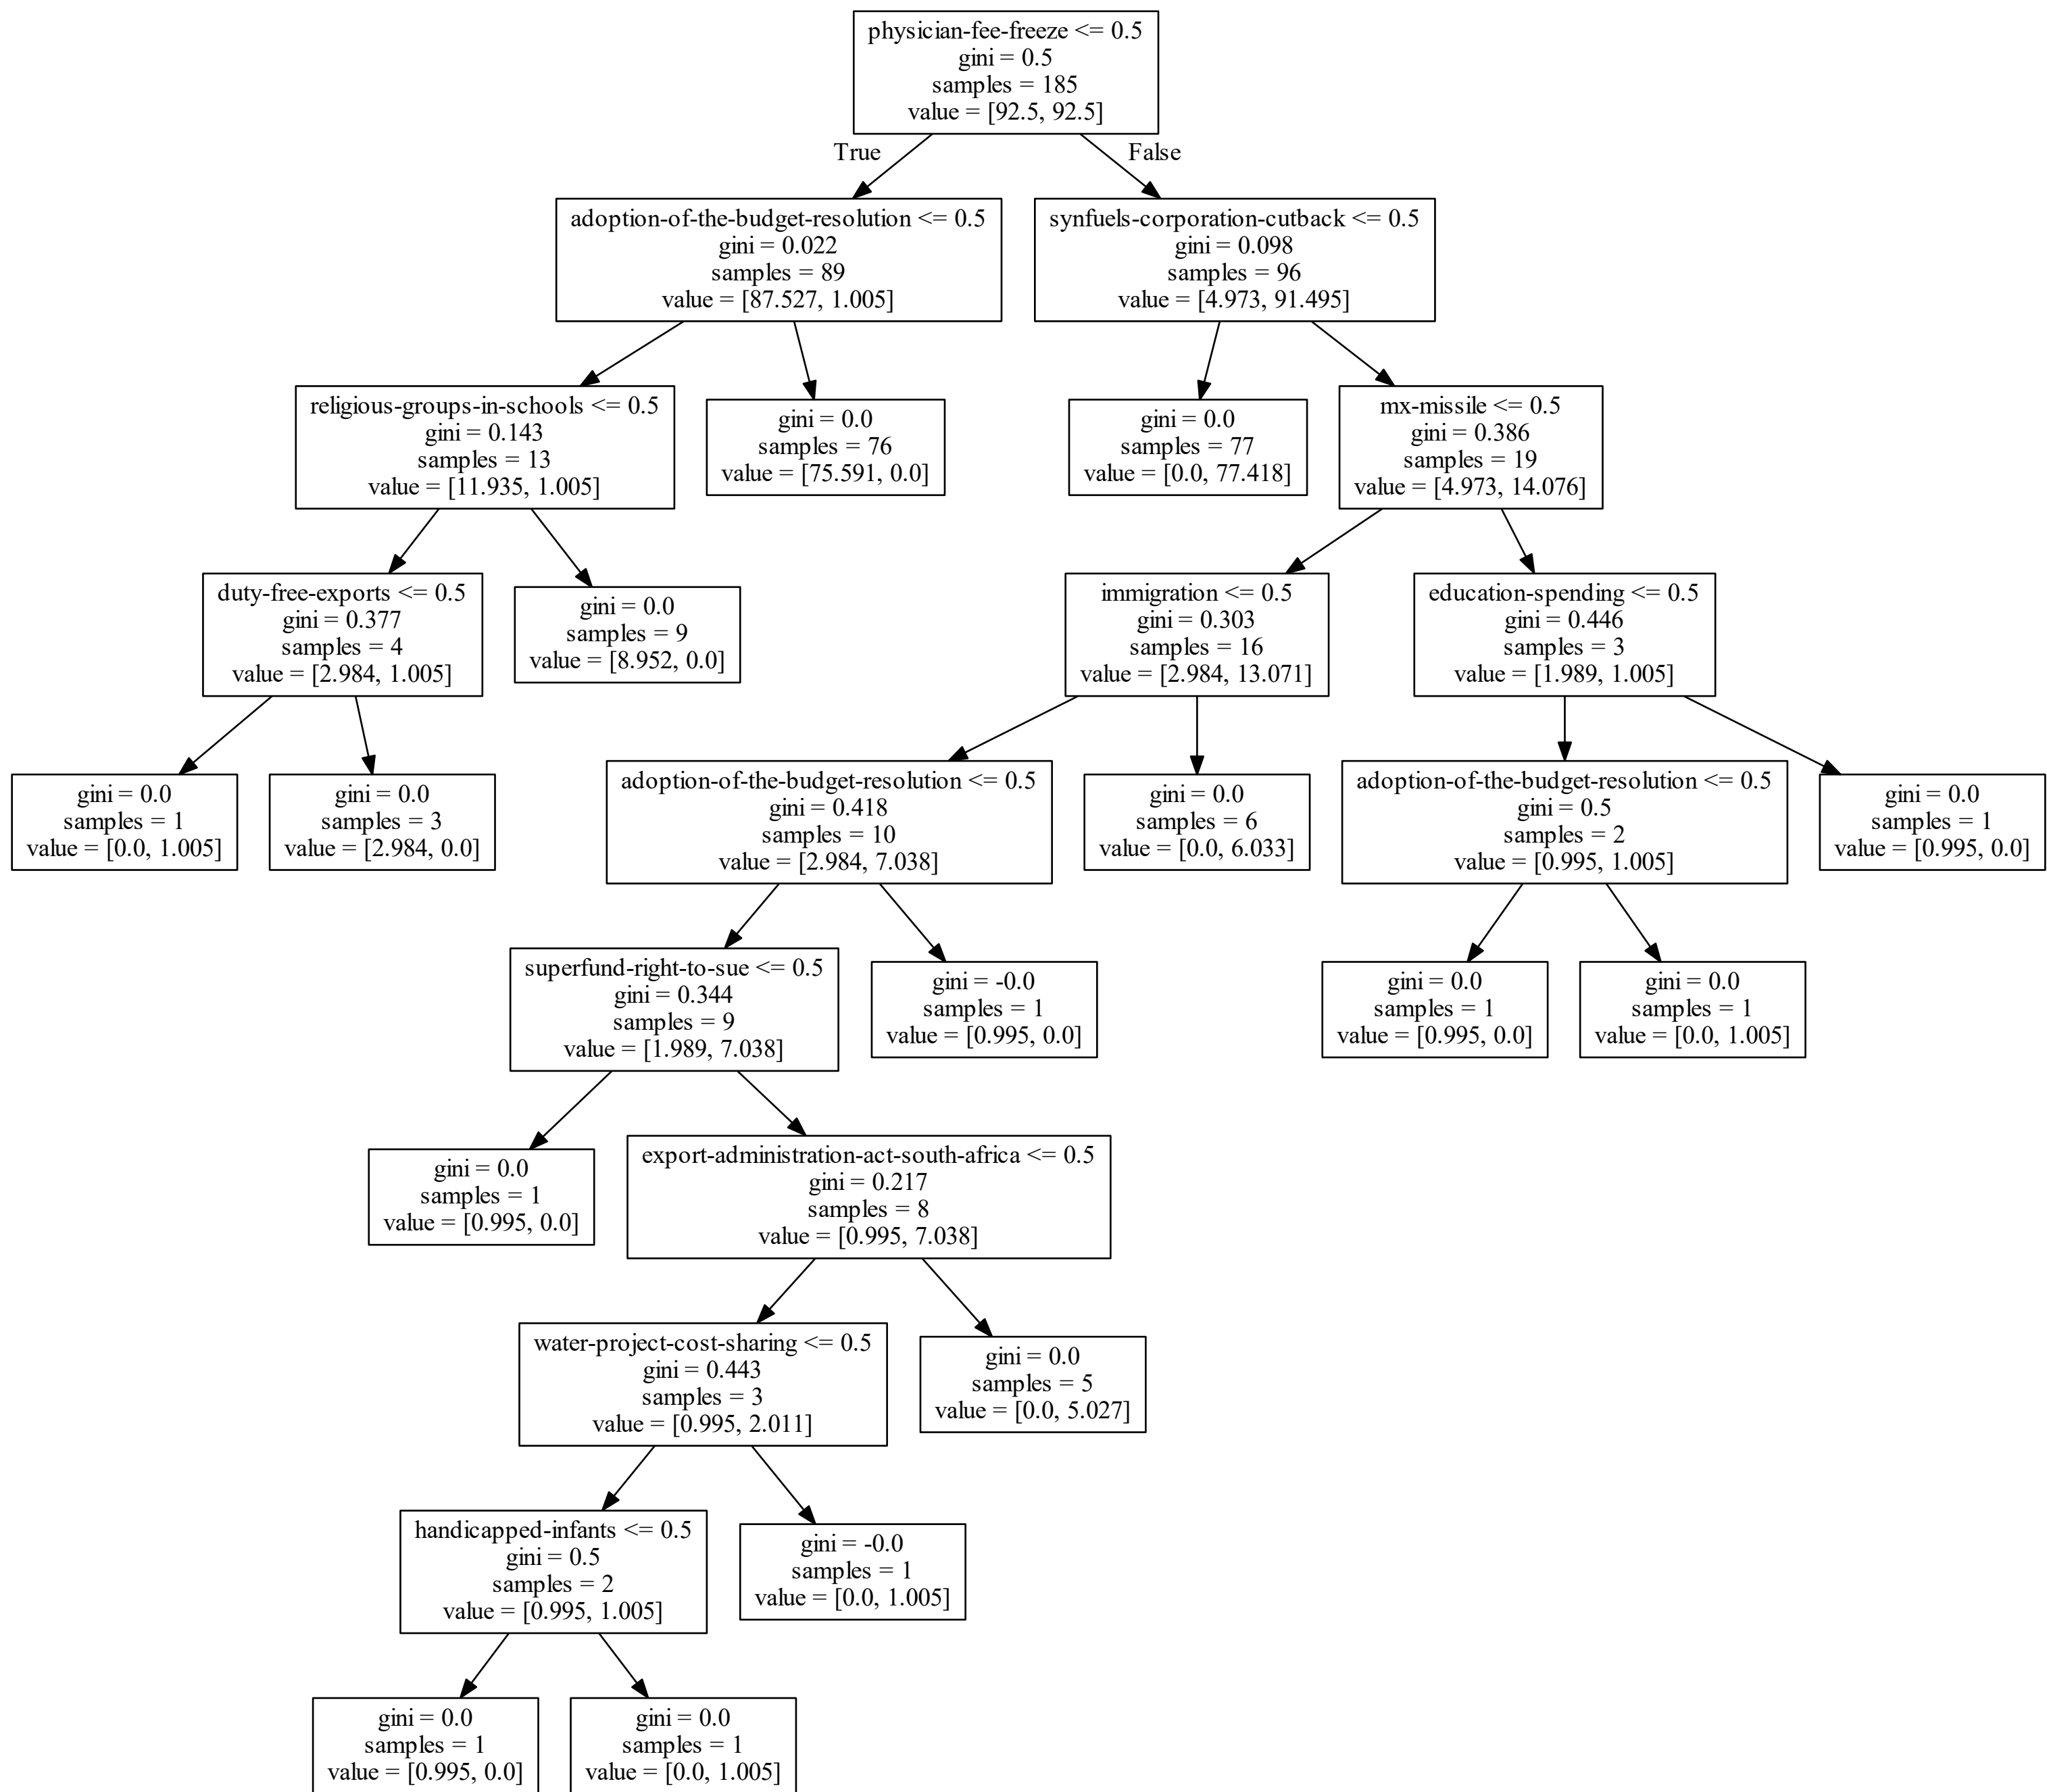 physician-fee-freeze <= 0.5
gini = 0.5
samples = 185
value = [92.5, 92.5]
True
False
adoption-of-the-budget-resolution <= 0.5
gini = 0.022
samples = 89
value = [87.527, 1.005]
synfuels-corporation-cutback <= 0.5
gini = 0.098
samples = 96
value = [4.973, 91.495]
religious-groups-in-schools <= 0.5
gini = 0.143
samples = 13
value = [11.935, 1.005]
gini = 0.0
samples = 76
value = [75.591, 0.0]
gini = 0.0
samples = 77
value = [0.0, 77.418]
mx-missile <= 0.5
gini = 0.386
samples = 19
value = [4.973, 14.076]
duty-free-exports <= 0.5
gini = 0.377
samples = 4
value = [2.984, 1.005]
gini = 0.0
samples = 9
value = [8.952, 0.0]
immigration <= 0.5
gini = 0.303
samples = 16
value = [2.984, 13.071]
education-spending <= 0.5
gini = 0.446
samples = 3
value = [1.989, 1.005]
gini = 0.0
samples = 1
value = [0.0, 1.005]
gini = 0.0
samples = 3
value = [2.984, 0.0]
adoption-of-the-budget-resolution <= 0.5
gini = 0.418
samples = 10
value = [2.984, 7.038]
gini = 0.0
samples = 6
value = [0.0, 6.033]
adoption-of-the-budget-resolution <= 0.5
gini = 0.5
samples = 2
value = [0.995, 1.005]
gini = 0.0
samples = 1
value = [0.995, 0.0]
superfund-right-to-sue <= 0.5
gini = 0.344
samples = 9
value = [1.989, 7.038]
gini = -0.0
samples = 1
value = [0.995, 0.0]
gini = 0.0
samples = 1
value = [0.995, 0.0]
gini = 0.0
samples = 1
value = [0.0, 1.005]
gini = 0.0
samples = 1
value = [0.995, 0.0]
export-administration-act-south-africa <= 0.5
gini = 0.217
samples = 8
value = [0.995, 7.038]
water-project-cost-sharing <= 0.5
gini = 0.443
samples = 3
value = [0.995, 2.011]
gini = 0.0
samples = 5
value = [0.0, 5.027]
handicapped-infants <= 0.5
gini = 0.5
samples = 2
value = [0.995, 1.005]
gini = -0.0
samples = 1
value = [0.0, 1.005]
gini = 0.0
samples = 1
value = [0.995, 0.0]
gini = 0.0
samples = 1
value = [0.0, 1.005]